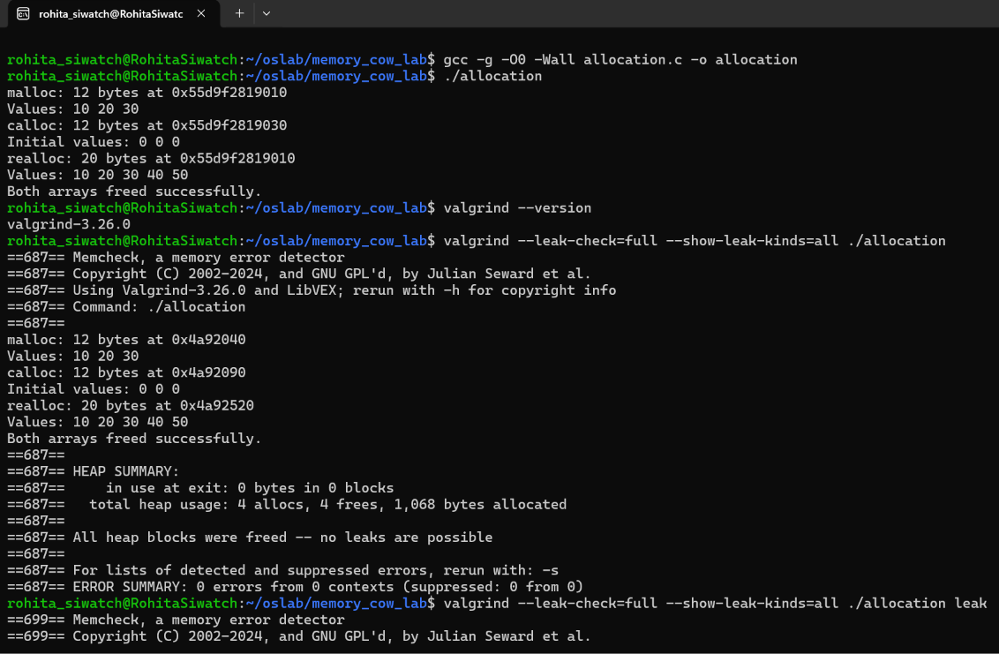 rohita_siwatch@RohitaSiwatc
rohita_siwatch@RohitaSiwatch:~/oslab/memory_cow_lab$ gcc -g -O0 -Wall allocation.c -o allocation
rohita_siwatch@RohitaSiwatch:~/oslab/memory_cow_lab$ ./allocation
malloc: 12 bytes at 0x55d9f2819010
Values: 10 20 30
calloc: 12 bytes at 0x55d9f2819030
Initial values: 0 0 0
realloc: 20 bytes at 0x55d9f2819010
Values: 10 20 30 40 50
Both arrays freed successfully.
rohita_siwatch@RohitaSiwatch:~/oslab/memory_cow_lab$ valgrind --version
valgrind-3.26.0
rohita_siwatch@RohitaSiwatch:~/oslab/memory_cow_lab$ valgrind --leak-check=full --show-leak-kinds=all ./allocation
==687== Memcheck, a memory error detector
==687== Copyright (C) 2002-2024, and GNU GPL'd, by Julian Seward et al.
==687== Using Valgrind-3.26.0 and LibVEX; rerun with -h for copyright info
==687== Command: ./allocation
==687==
malloc: 12 bytes at 0x4a92040
Values: 10 20 30
calloc: 12 bytes at 0x4a92090
Initial values: 0 0 0
realloc: 20 bytes at 0x4a92520
Values: 10 20 30 40 50
Both arrays freed successfully.
==687==
==687== HEAP SUMMARY:
==687==     in use at exit: 0 bytes in 0 blocks
==687==   total heap usage: 4 allocs, 4 frees, 1,068 bytes allocated
==687==
==687== All heap blocks were freed -- no leaks are possible
==687==
==687== For lists of detected and suppressed errors, rerun with: -s
==687== ERROR SUMMARY: 0 errors from 0 contexts (suppressed: 0 from 0)
rohita_siwatch@RohitaSiwatch:~/oslab/memory_cow_lab$ valgrind --leak-check=full --show-leak-kinds=all ./allocation leak
==699== Memcheck, a memory error detector
==699== Copyright (C) 2002-2024, and GNU GPL'd, by Julian Seward et al.